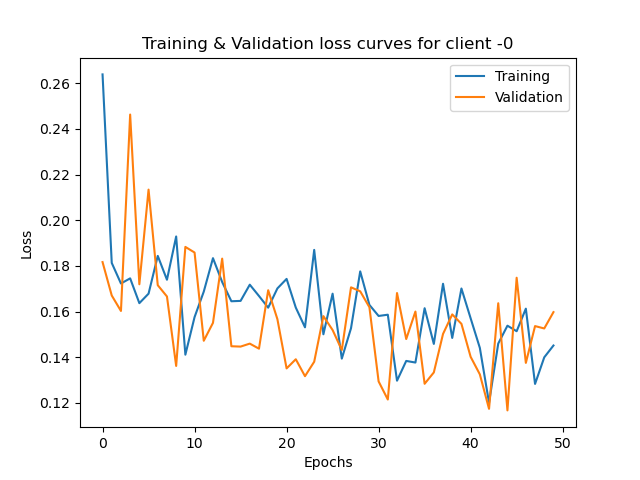 Training & Validation loss curves for client -0
Training
Validation
0.26
0.24
0.22
0.20
0.18
0.16
0.14
0.12
Loss
0 10 20 30 40 50
Epochs